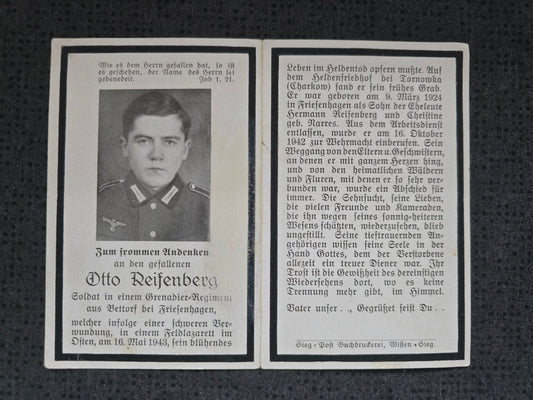 Wie es dem Herrn gefallen hat, so ist
es geschehen, der Name des Herrn sei
gebenedeit. Job 1, 21.
Zum frommen Andenken
an den gefallenen
Otto Reifenberg
Soldat in einem Grenadier-Regiment
aus Vettorf bei Friesenhagen,
welcher infolge einer schweren Ver-
wundung, in einem Feldlazarett im
Osten, am 16. Mai 1943, sein blühendes
Leben im Heldentod opfern mußte. Auf
dem Heldenfriedhof bei Tornowka
(Charkow) fand er sein frühes Grab.
Er war geboren am 9. März 1924
in Friesenhagen als Sohn der Eheleute
Hermann Reifenberg und Christine
geb. Narres. Aus dem Arbeitsdienst
entlassen, wurde er am 16. Oktober
1942 zur Wehrmacht einberufen. Sein
Weggang von den Eltern u. Geschwistern,
an denen er mit ganzem Herzen hing,
und von den heimatlichen Wäldern
und Fluren, mit denen er so sehr ver-
bunden war, wurde ein Abschied für
immer. Die Sehnsucht, seine Lieben,
die vielen Freunde und Kameraden,
die ihn wegen seines sonnig-heiteren
Wesens schätzten, wiederzusehen, blieb
ungestillt. Seine tieftrauernden An-
gehörigen wissen seine Seele in der
Hand Gottes, dem der Verstorbene
allezeit ein treuer Diener war. Ihr
Trost ist die Gewißheit des dereinstigen
Wiedersehens dort, wo es keine
Trennung mehr gibt, im Himmel.
Vater unser . ., Gegrüßet seist Du . .
Sieg-Post Buchdruckerei, Wissen-Sieg.